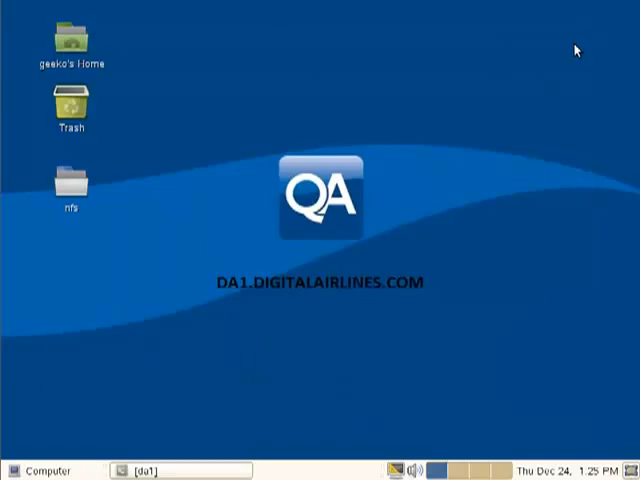 geeko's Home
Trash
nfs
QA
DA1.DIGITALAIRLINES.COM
Computer
[da1]
Thu Dec 24, 1:25 PM